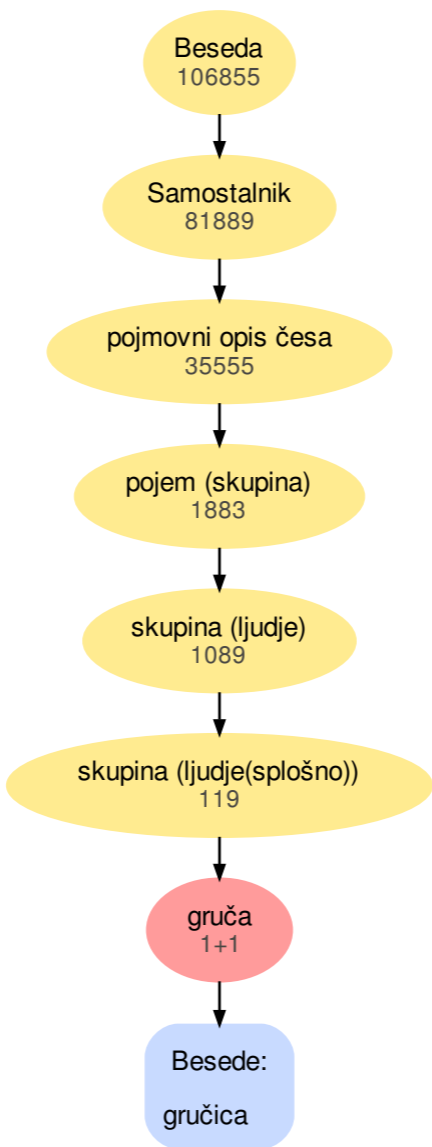 Beseda
106855
Samostalnik
81889
pojmovni opis česa
35555
pojem (skupina)
1883
skupina (ljudje)
1089
skupina (ljudje(splošno))
119
gruča
1+1
Besede:
gručica